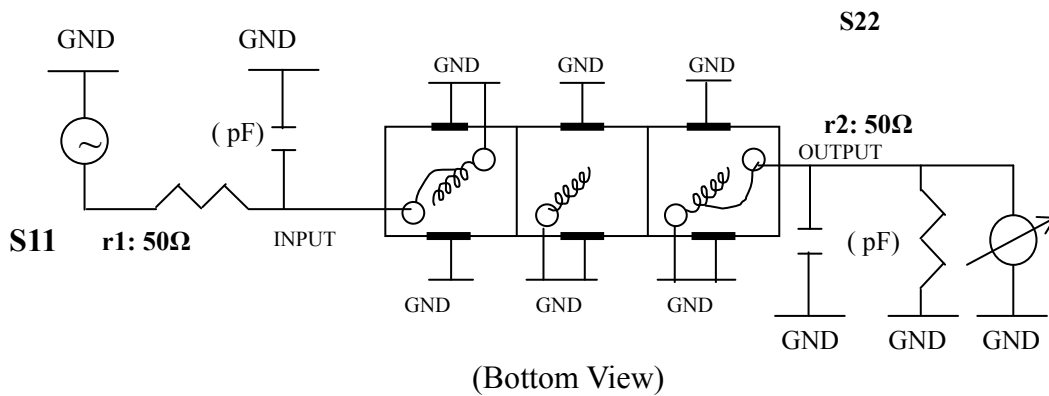 S22
GND
GND
GND
GND
GND
( pF)
r2: 50Ω
OUTPUT
S11
r1: 50Ω
INPUT
( pF)
GND
GND
GND
GND
GND
GND
(Bottom View)